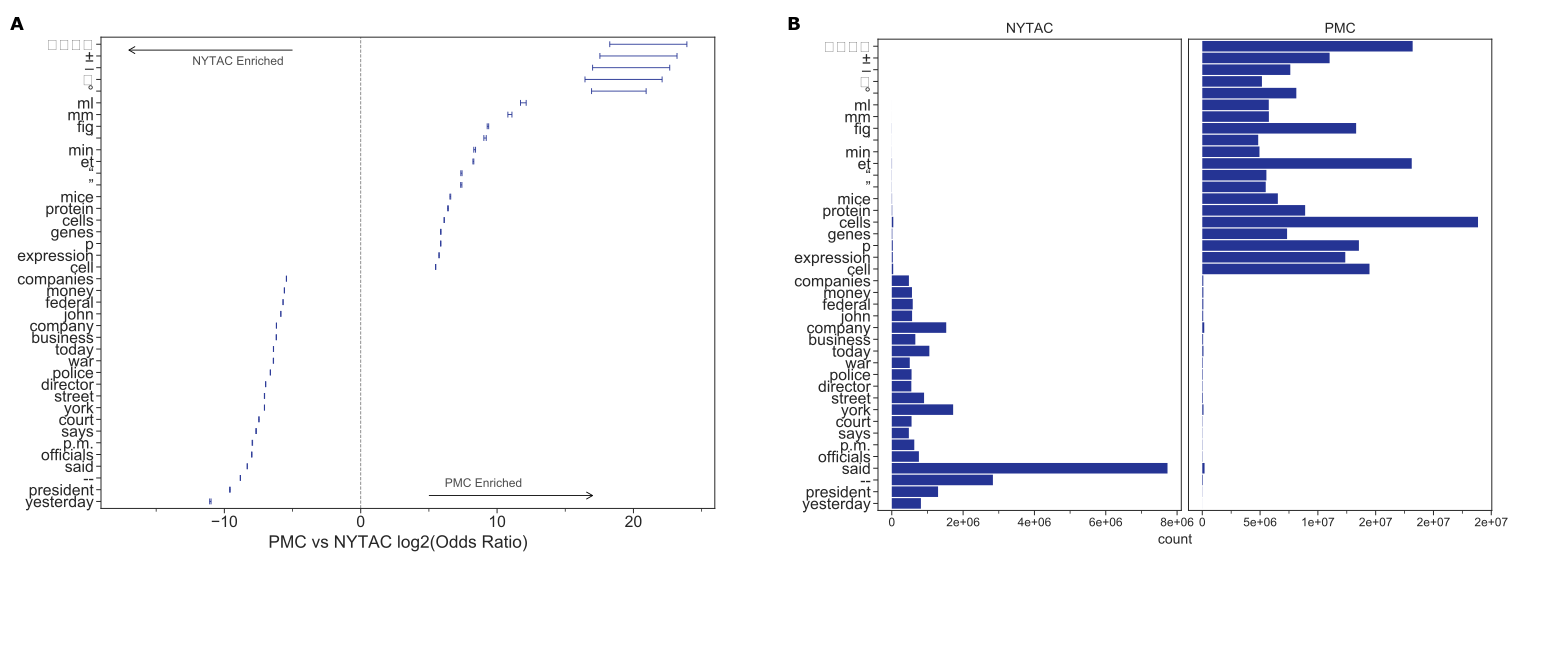 A
□□□□
±
−
□
°
ml
mm
fig
min
et
“
”
mice
protein
cells
genes
p
expression
cell
companies
money
federal
john
company
business
today
war
police
director
street
york
court
says
p.m.
officials
said
--
president
yesterday
NYTAC Enriched
PMC Enriched
−10 0 10 20
PMC vs NYTAC log2(Odds Ratio)
B
NYTAC PMC
□□□□
±
−
□
°
ml
mm
fig
min
et
“
”
mice
protein
cells
genes
p
expression
cell
companies
money
federal
john
company
business
today
war
police
director
street
york
court
says
p.m.
officials
said
--
president
yesterday
0 2e+06 4e+06 6e+06 8e+06 0 5e+06 1e+07 2e+07 2e+07 2e+07
count